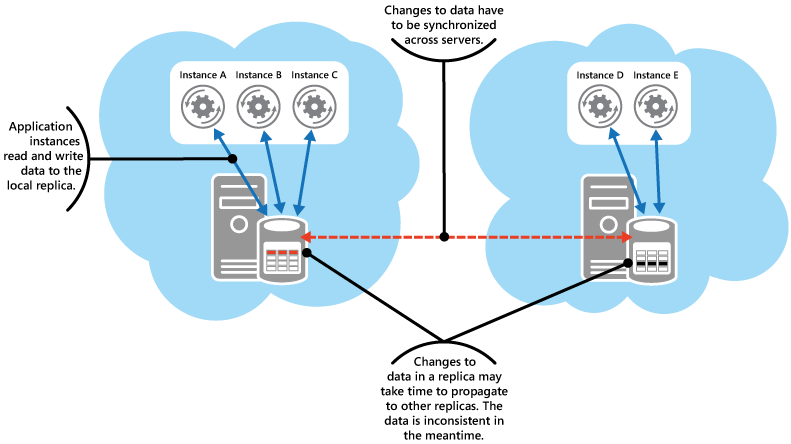 Changes to data have
to be synchronized
across servers.
Instance A
Instance B
Instance C
Instance D
Instance E
Application
instances
read and write
data to the
local replica.
Changes to
data in a replica may
take time to propagate
to other replicas. The
data is inconsistent in
the meantime.